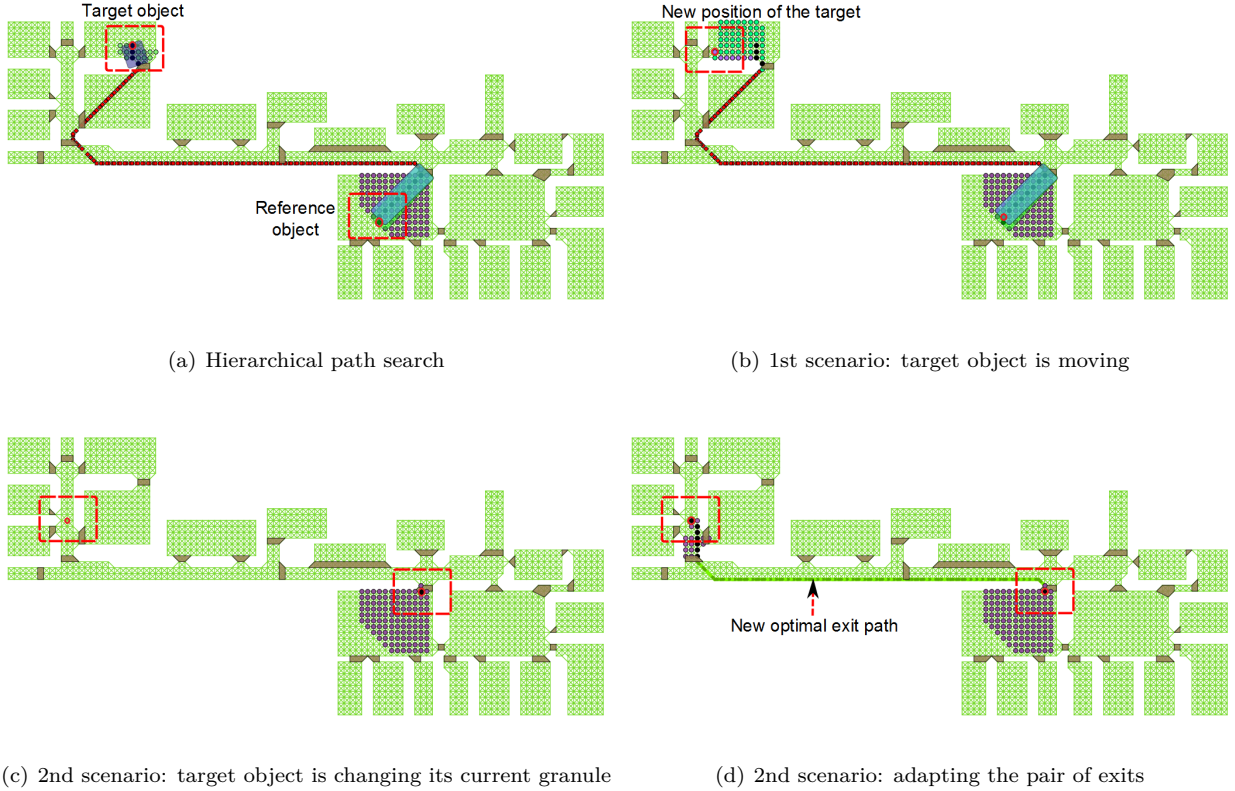 Target object
New position of the target
Reference
object
(a) Hierarchical path search
(b) 1st scenario: target object is moving
New optimal exit path
(c) 2nd scenario: target object is changing its current granule
(d) 2nd scenario: adapting the pair of exits